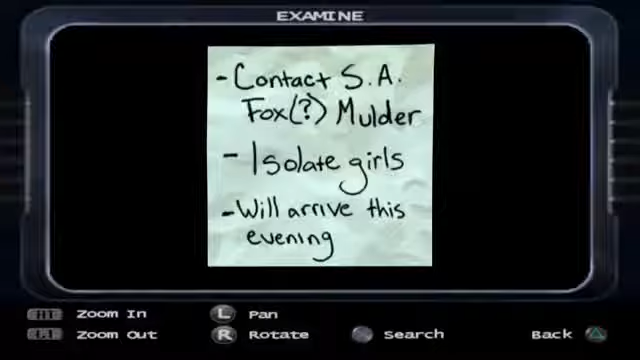 EXAMINE
- Contact S.A.
Fox(?) Mulder
- Isolate girls
- Will arrive this
evening
Zoom In
L Pan
Zoom Out
R Rotate
Search
Back